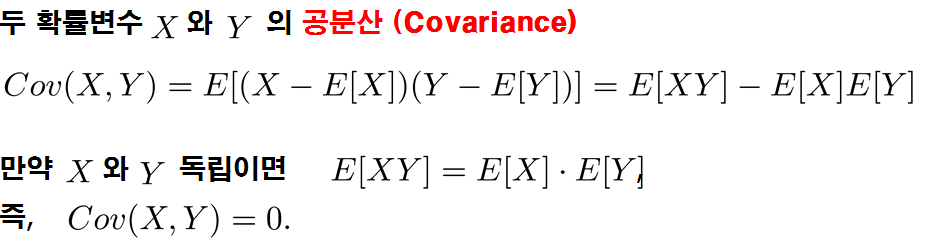 두 확률변수 X 와 Y 의 공분산 (Covariance)
Cov(X, Y) = E[(X − E[X])(Y − E[Y])] = E[XY] − E[X]E[Y]
만약 X 와 Y 독립이면 E[XY] = E[X] · E[Y],
즉, Cov(X, Y) = 0.